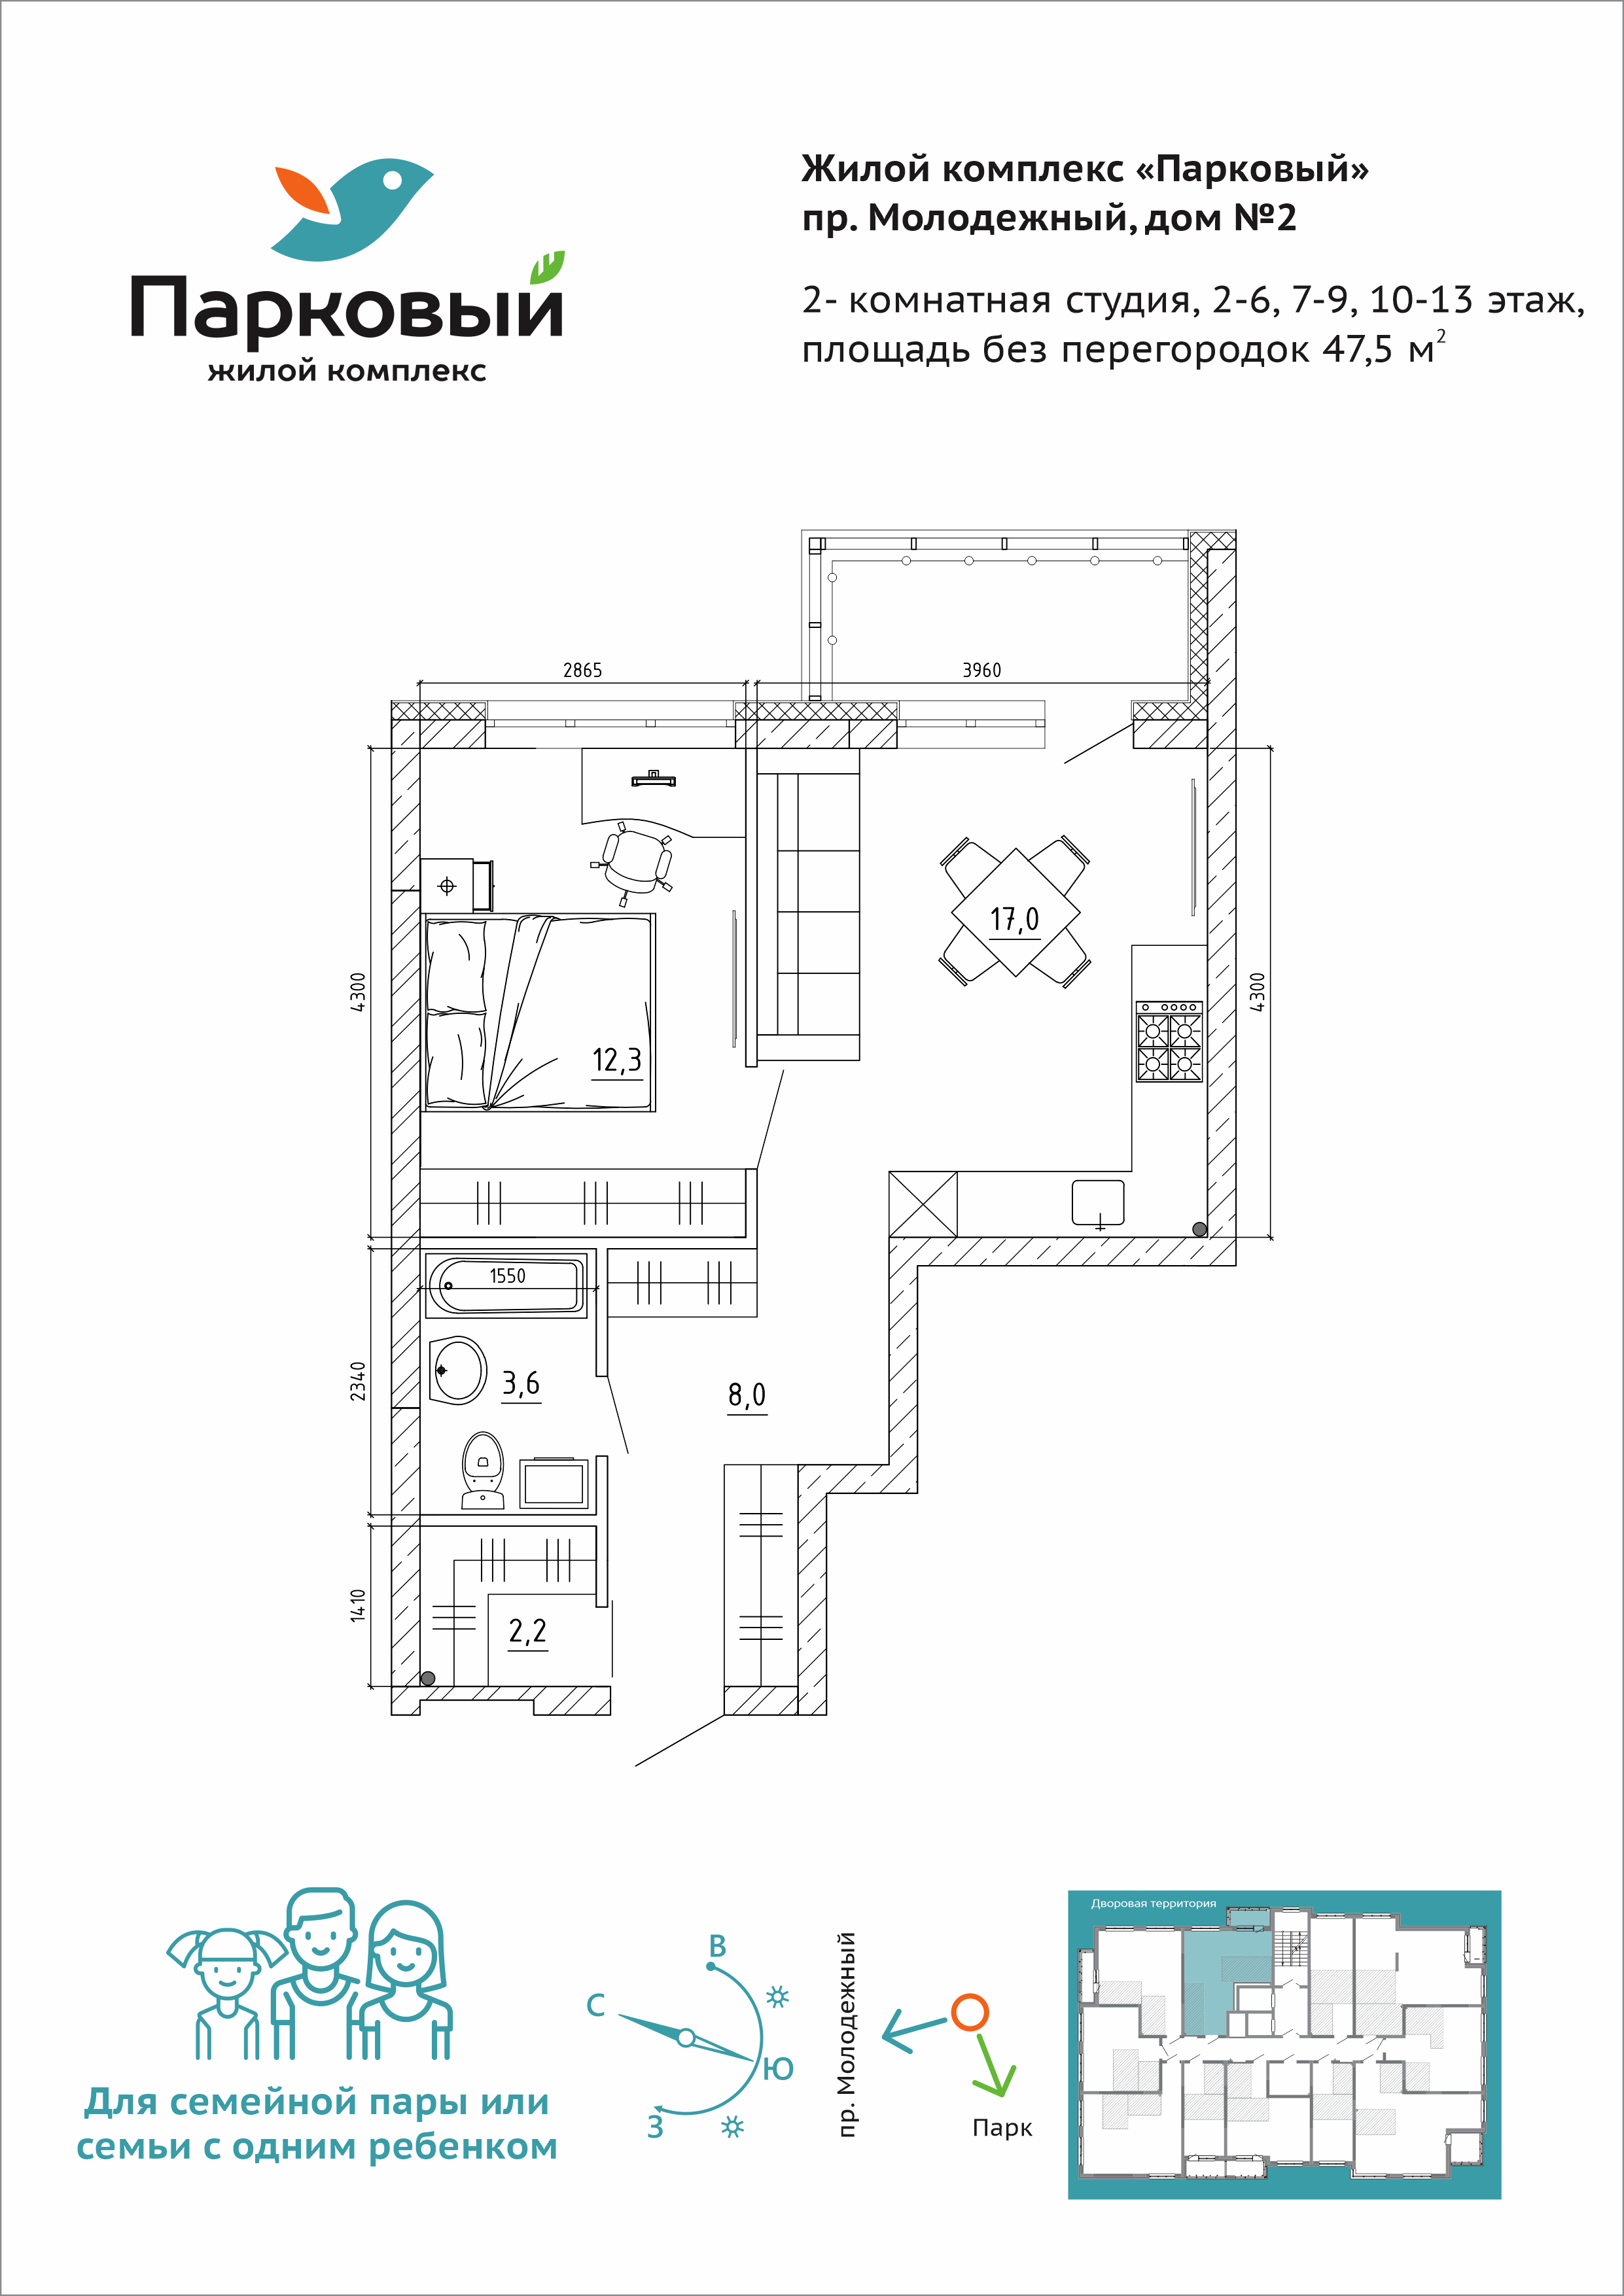 Парковый
жилой комплекс
Жилой комплекс «Парковый»
пр. Молодежный, дом №2
2- комнатная студия, 2-6, 7-9, 10-13 этаж,
площадь без перегородок 47,5 м²
2865
3960
4300
17,0
4300
12,3
1550
2340
3,6
8,0
1410
2,2
Для семейной пары или
семьи с одним ребенком
В
С
Ю
З
пр. Молодежный
Парк
Дворовая территория